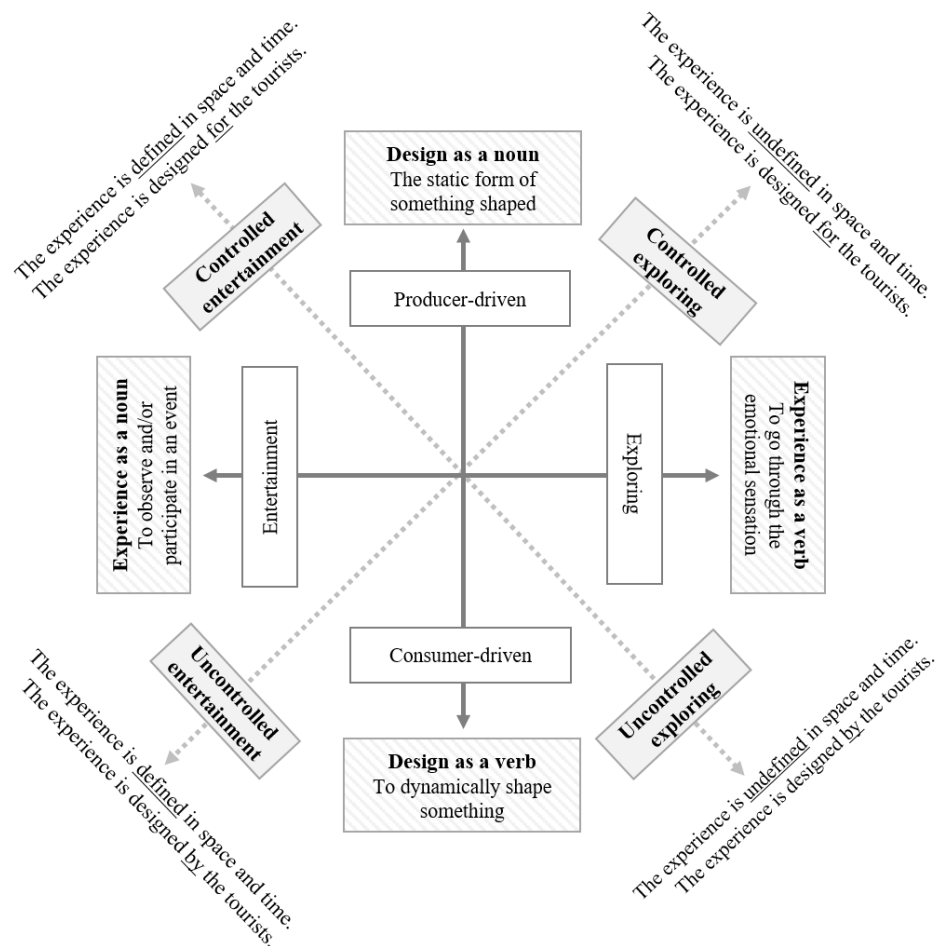 The experience is defined in space and time.
The experience is designed for the tourists.
The experience is undefined in space and time.
The experience is designed for the tourists.
Design as a noun
The static form of
something shaped
Controlled
entertainment
Controlled
exploring
Producer-driven
Experience as a noun
To observe and/or
participate in an event
Entertainment
Exploring
Experience as a verb
To go through the
emotional sensation
Consumer-driven
Uncontrolled
entertainment
Uncontrolled
exploring
Design as a verb
To dynamically shape
something
The experience is defined in space and time.
The experience is designed by the tourists.
The experience is undefined in space and time.
The experience is designed by the tourists.